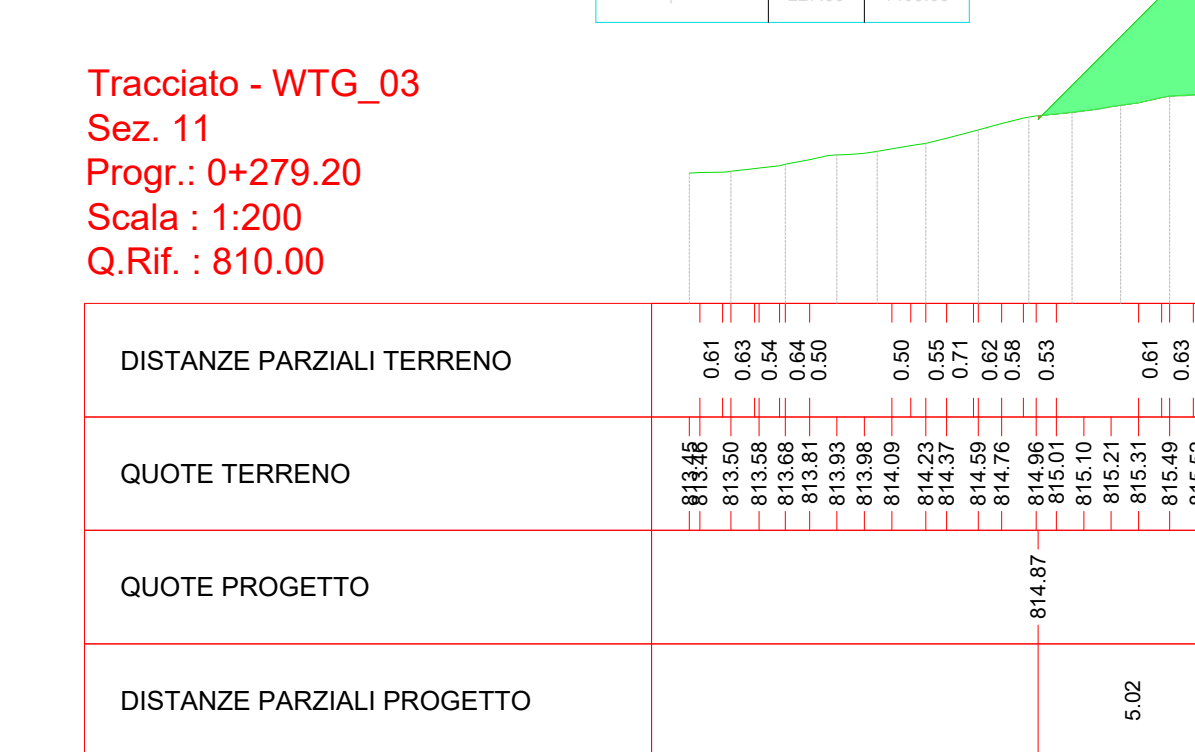 Tracciato - WTG_03
Sez. 11
Progr.: 0+279.20
Scala : 1:200
Q.Rif. : 810.00
DISTANZE PARZIALI TERRENO
0.61 0.63 0.54 0.64 0.50 0.50 0.55 0.71 0.62 0.58 0.53 0.61 0.63
QUOTE TERRENO
813.45 813.46 813.50 813.58 813.68 813.81 813.93 813.98 814.09 814.23 814.37 814.59 814.76 814.96 815.01 815.10 815.21 815.31 815.49
QUOTE PROGETTO
814.87
DISTANZE PARZIALI PROGETTO
5.02